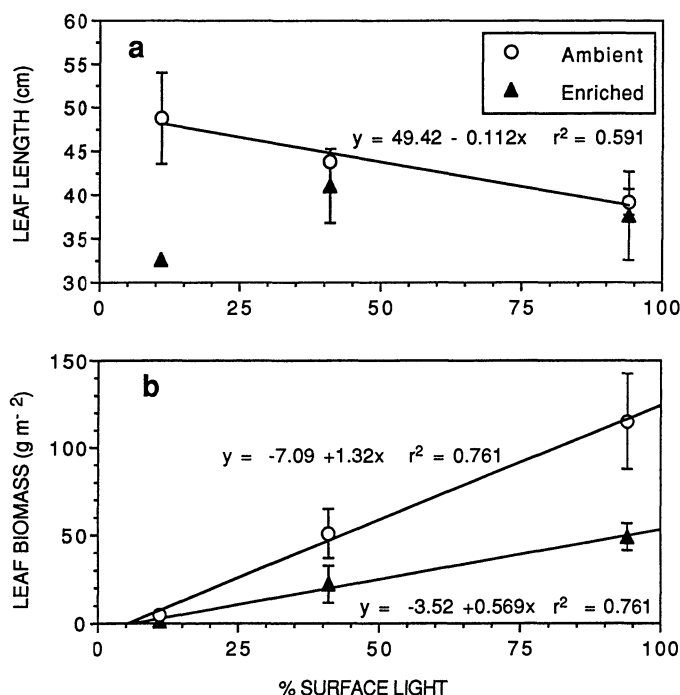 a
LEAF LENGTH (cm)
60
55
50
45
40
35
30
Ambient
Enriched
y = 49.42 - 0.112x r² = 0.591
0 25 50 75 100
b
LEAF BIOMASS (g m⁻²)
150
100
50
0
y = -7.09 +1.32x r² = 0.761
y = -3.52 +0.569x r² = 0.761
0 25 50 75 100
% SURFACE LIGHT